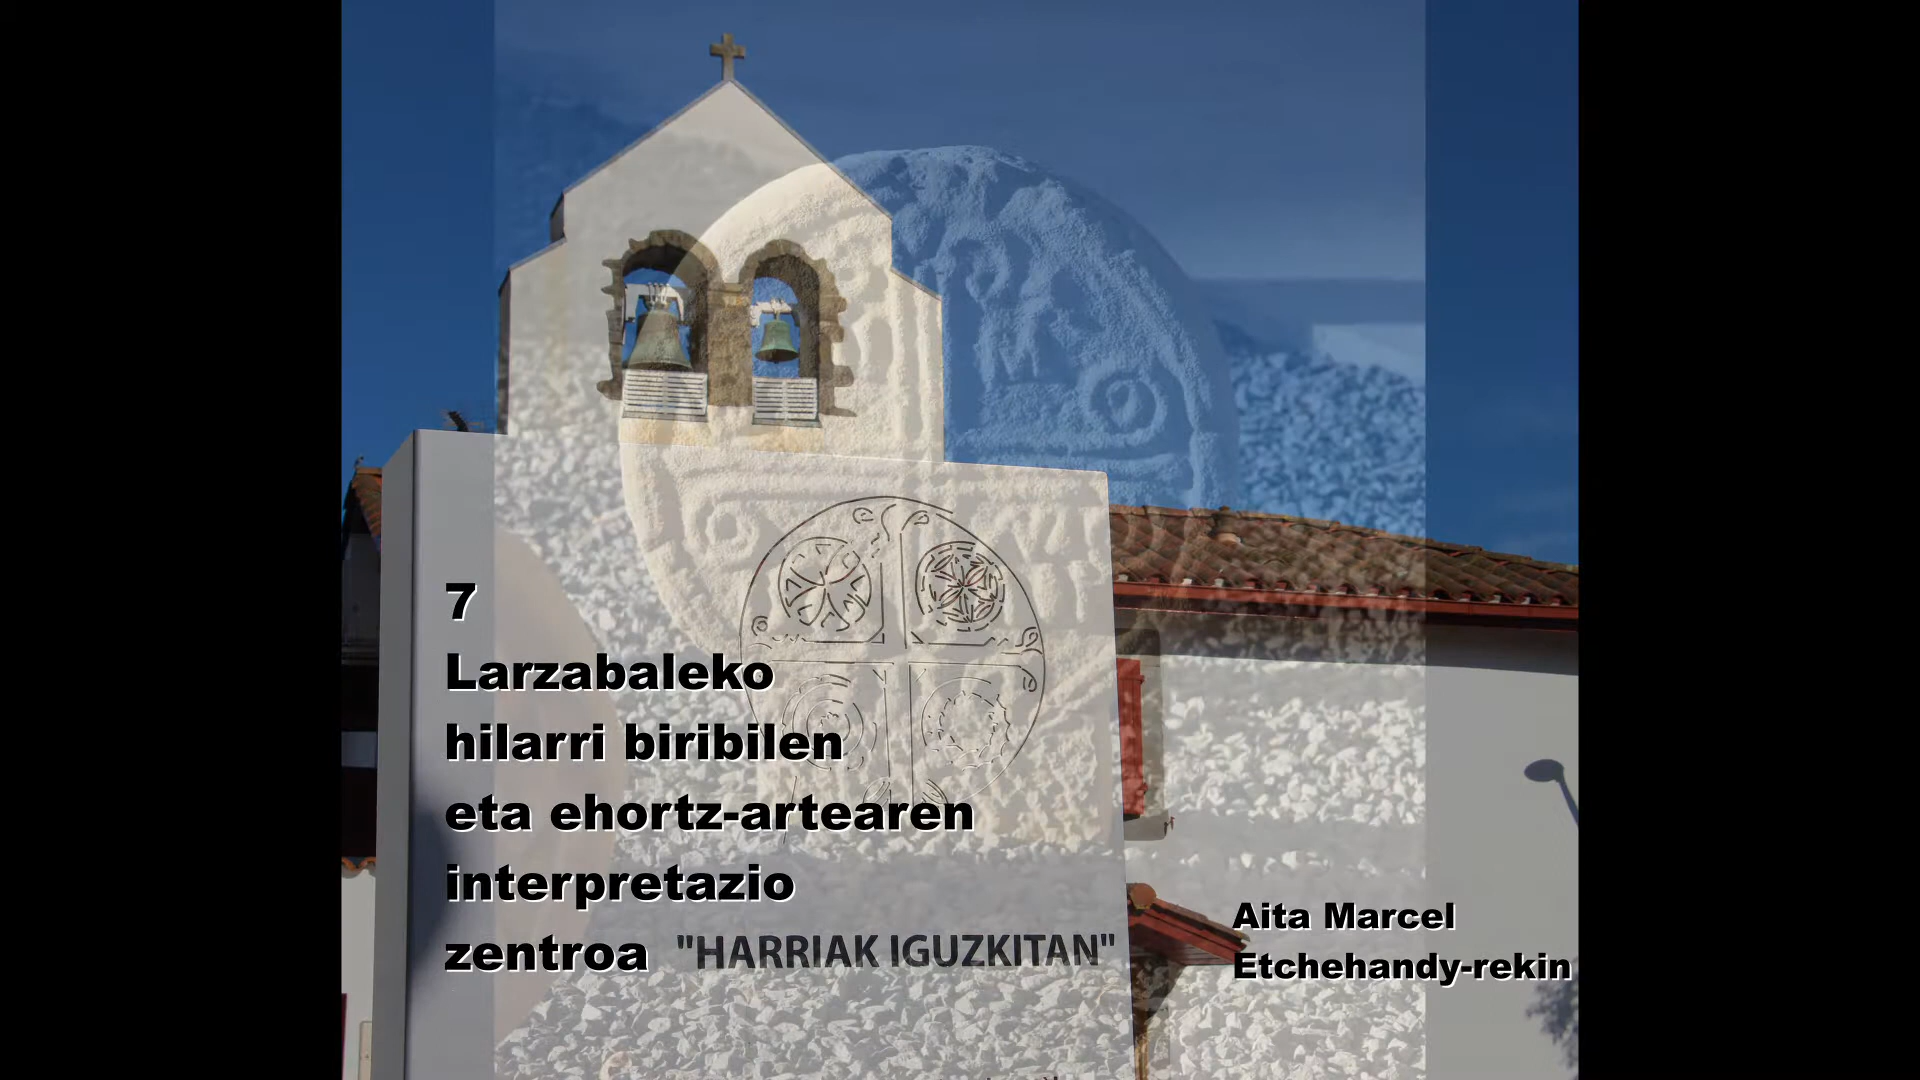 7
Larzabaleko
hilarri biribilen
eta ehortz-artearen
interpretazio
zentroa "HARRIAK IGUZKITAN"
Aita Marcel
Etchehandy-rekin